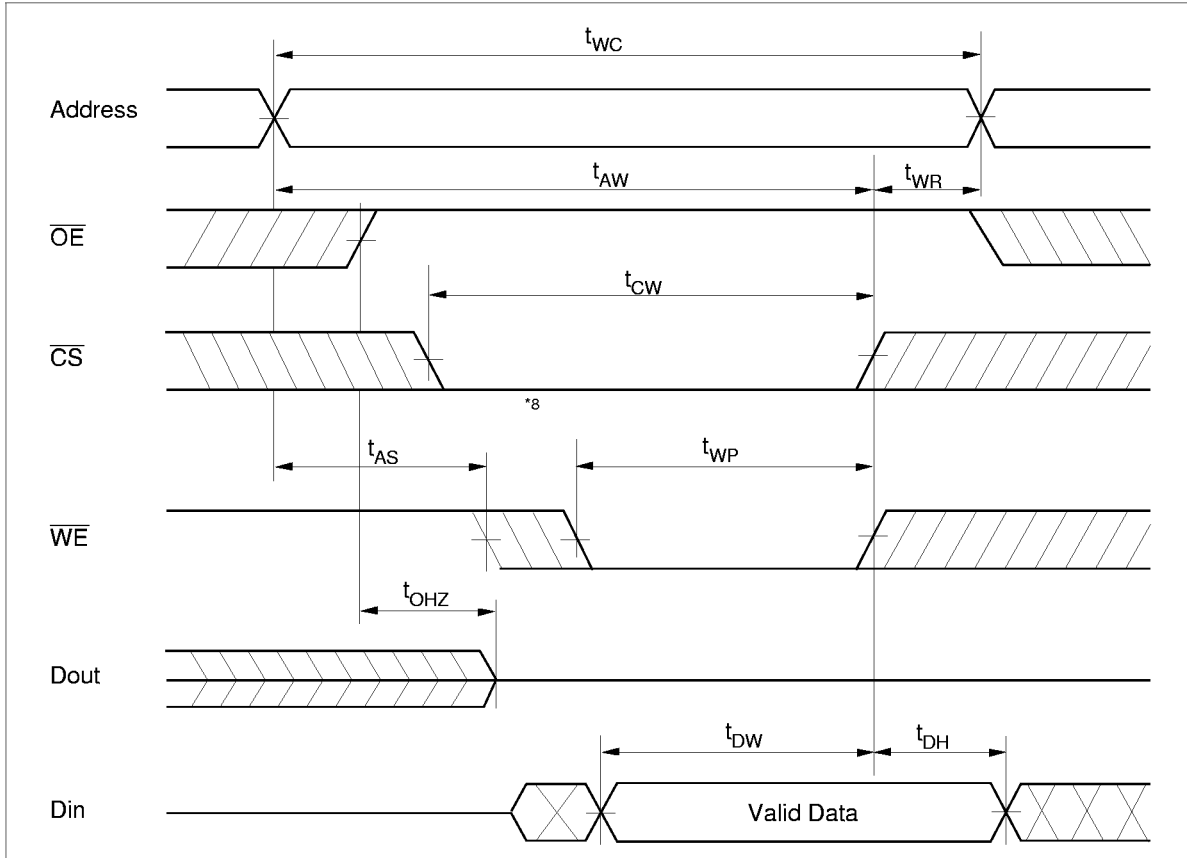 tWC
Address
tAW
tWR
OE
tCW
CS
*8
tAS
tWP
WE
tOHZ
Dout
tDW
tDH
Din
Valid Data